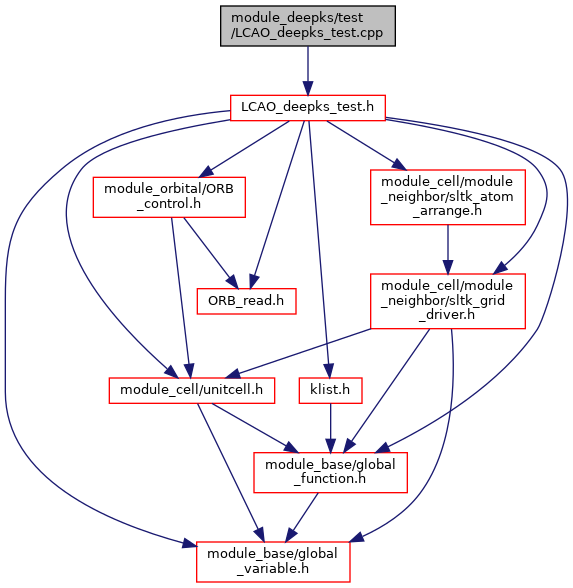 module_deepks/test
/LCAO_deepks_test.cpp
LCAO_deepks_test.h
module_orbital/ORB
_control.h
module_cell/module
_neighbor/sltk_atom
_arrange.h
ORB_read.h
module_cell/module
_neighbor/sltk_grid
_driver.h
module_cell/unitcell.h
klist.h
module_base/global
_function.h
module_base/global
_variable.h